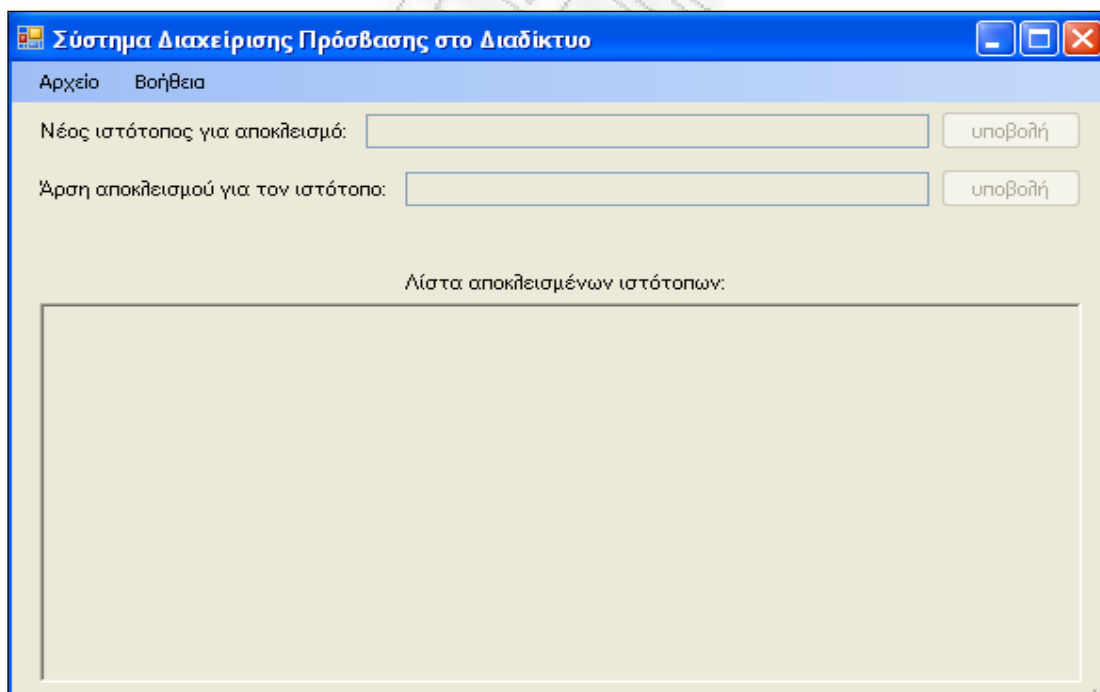 Σύστημα Διαχείρισης Πρόσβασης στο Διαδίκτυο
Αρχείο Βοήθεια
Νέος ιστότοπος για αποκλεισμό: υποβολή
Άρση αποκλεισμού για τον ιστότοπο: υποβολή
Λίστα αποκλεισμένων ιστότοπων: